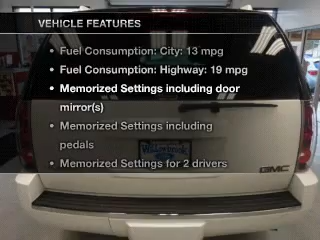 VEHICLE FEATURES
• Fuel Consumption: City: 13 mpg
• Fuel Consumption: Highway: 19 mpg
• Memorized Settings including door
mirror(s)
• Memorized Settings including
pedals
• Memorized Settings for 2 drivers
GMC